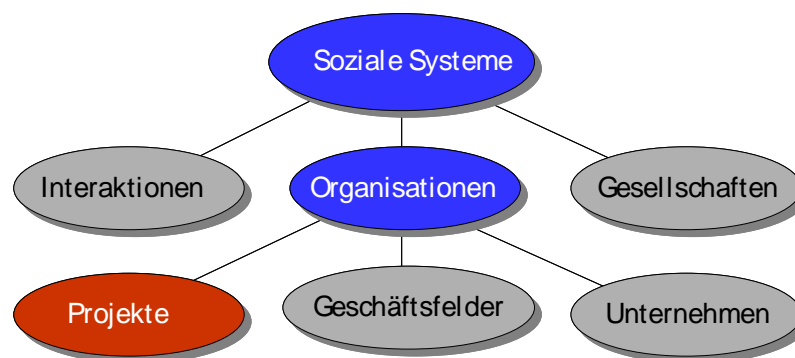 Soziale Systeme
Interaktionen
Organisationen
Gesellschaften
Projekte
Geschäftsfelder
Unternehmen